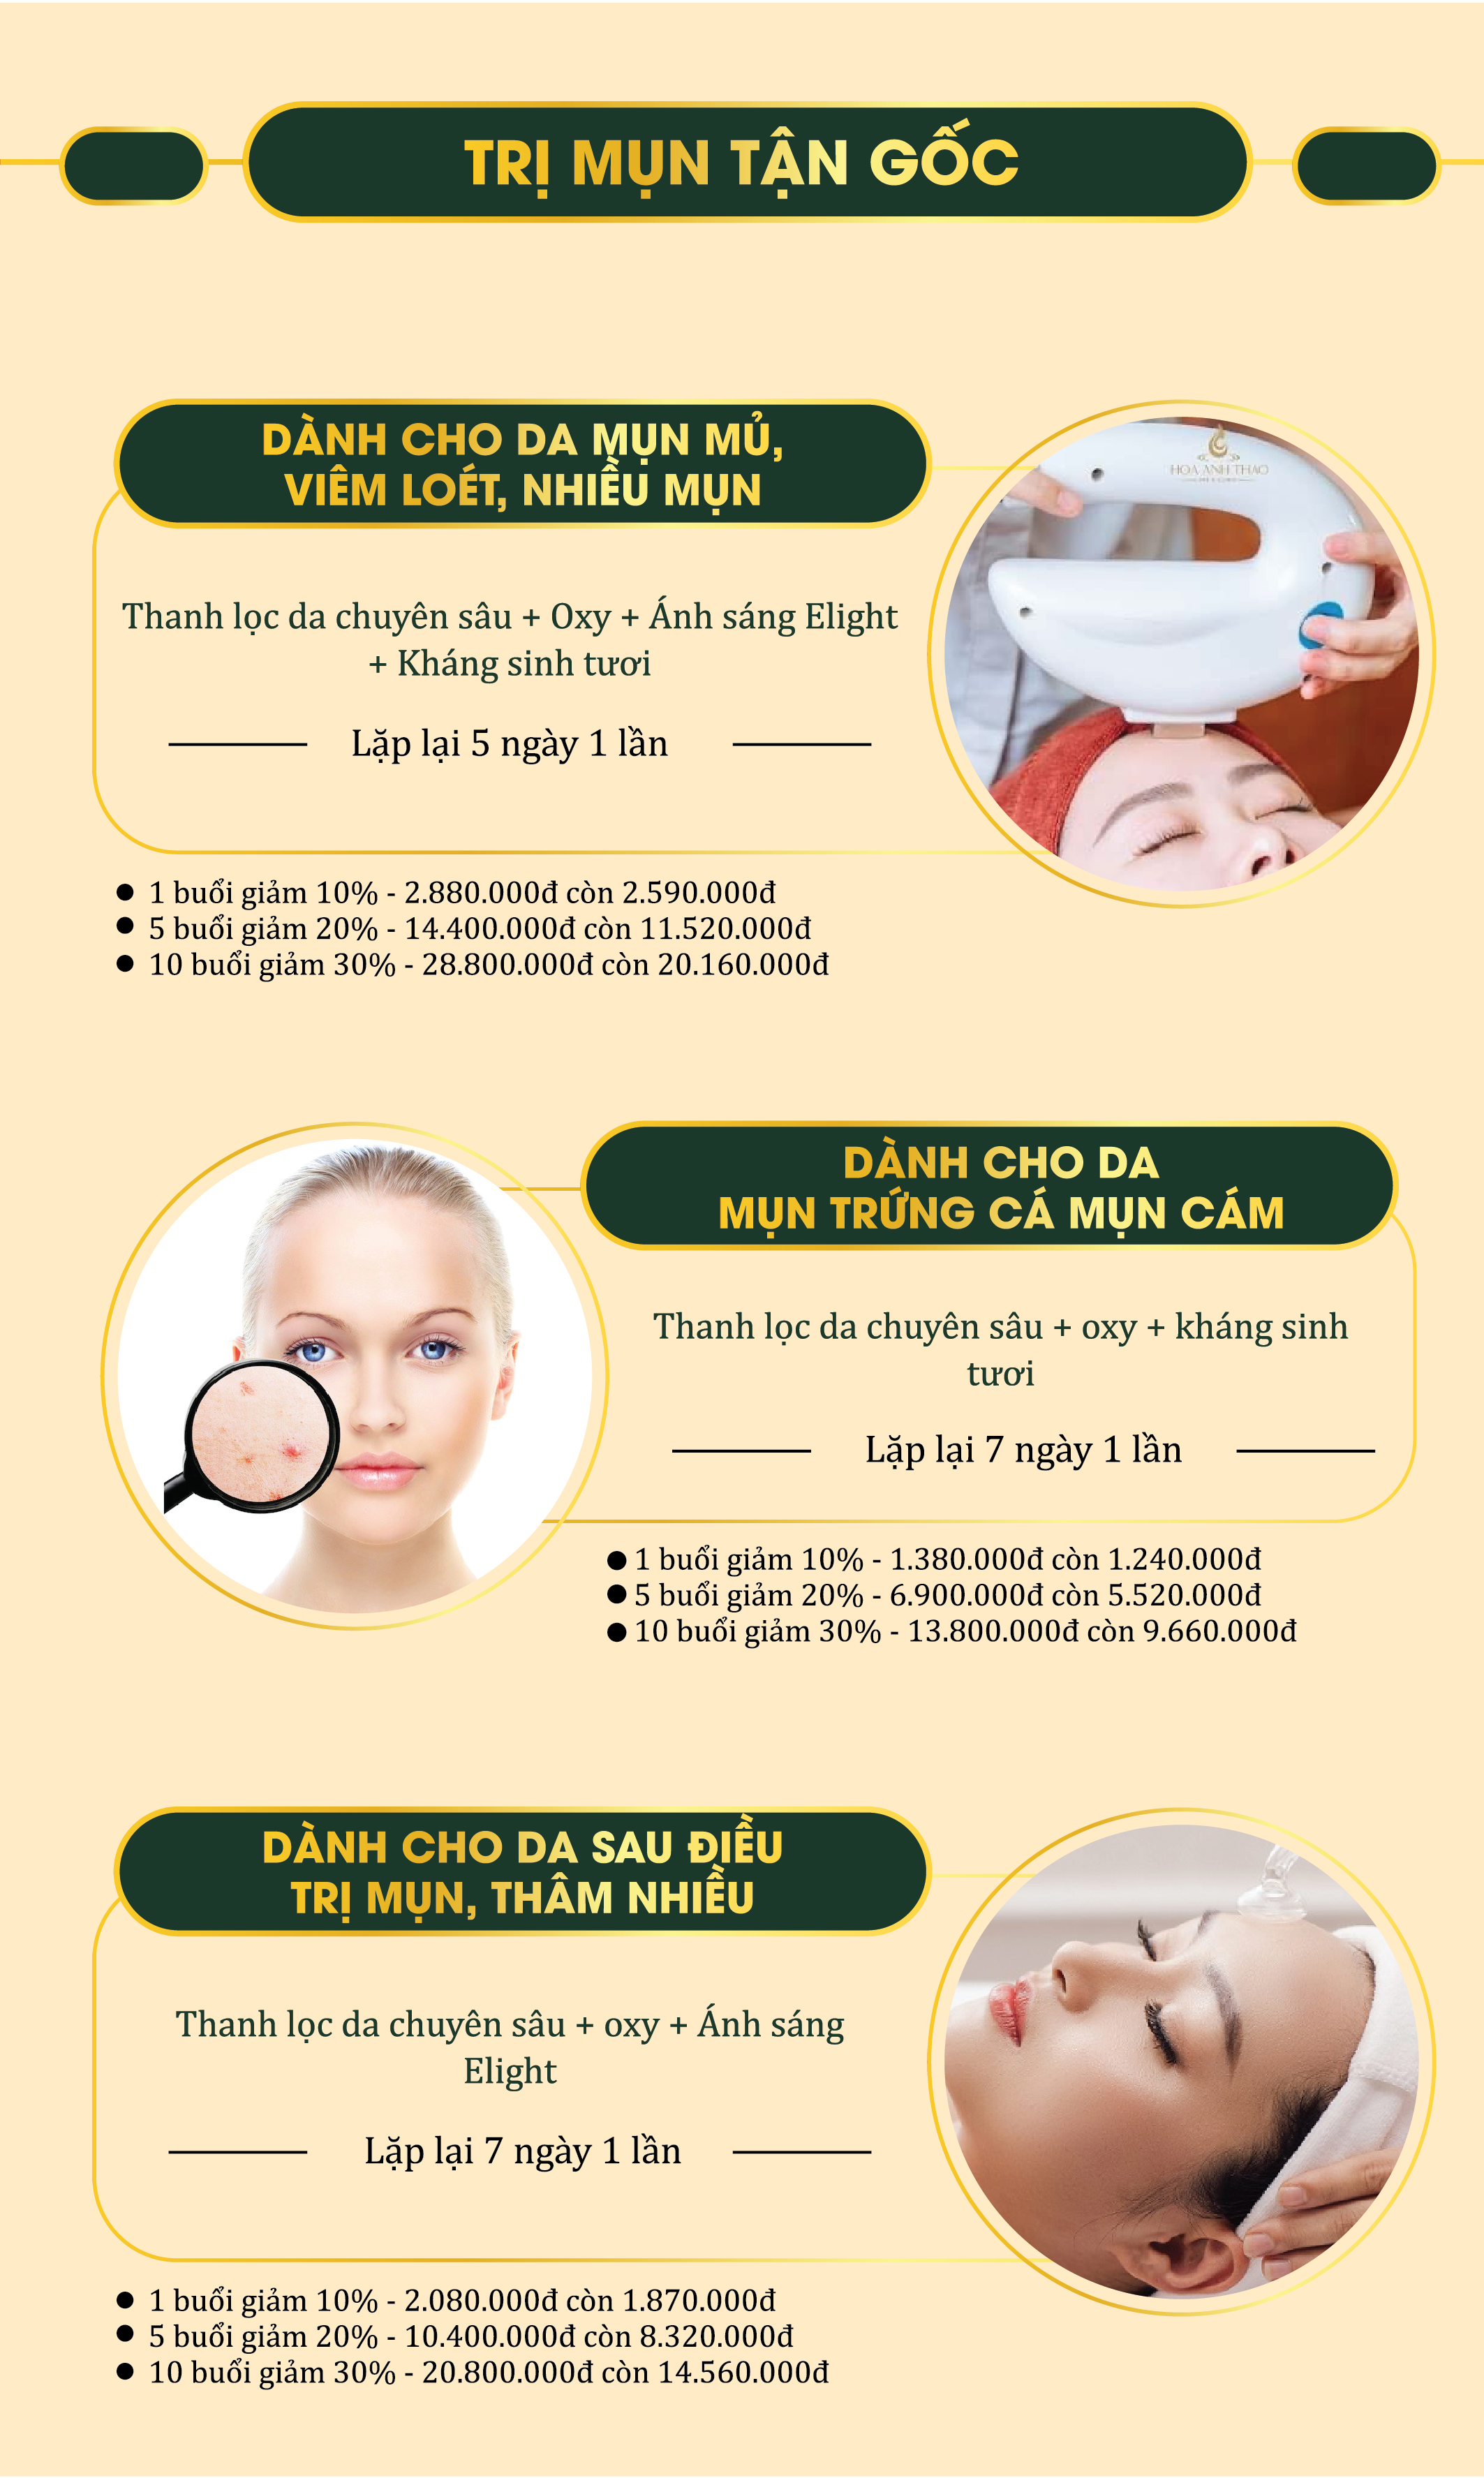 TRỊ MỤN TẬN GỐC
DÀNH CHO DA MỤN MỦ,
VIÊM LOÉT, NHIỀU MỤN
HOA ANH THAO
Thanh lọc da chuyên sâu + Oxy + Ánh sáng Elight
+ Kháng sinh tươi
Lặp lại 5 ngày 1 lần
● 1 buổi giảm 10% - 2.880.000đ còn 2.590.000đ
● 5 buổi giảm 20% - 14.400.000đ còn 11.520.000đ
● 10 buổi giảm 30% - 28.800.000đ còn 20.160.000đ
DÀNH CHO DA
MỤN TRỨNG CÁ MỤN CÁM
Thanh lọc da chuyên sâu + oxy + kháng sinh
tươi
Lặp lại 7 ngày 1 lần
● 1 buổi giảm 10% - 1.380.000đ còn 1.240.000đ
● 5 buổi giảm 20% - 6.900.000đ còn 5.520.000đ
● 10 buổi giảm 30% - 13.800.000đ còn 9.660.000đ
DÀNH CHO DA SAU ĐIỀU
TRỊ MỤN, THÂM NHIỀU
Thanh lọc da chuyên sâu + oxy + Ánh sáng
Elight
Lặp lại 7 ngày 1 lần
● 1 buổi giảm 10% - 2.080.000đ còn 1.870.000đ
● 5 buổi giảm 20% - 10.400.000đ còn 8.320.000đ
● 10 buổi giảm 30% - 20.800.000đ còn 14.560.000đ